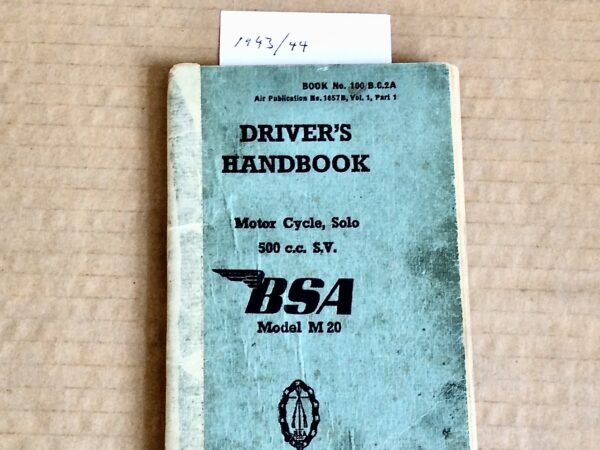 1943/44
BOOK No. 100/B.C.2A
Air Publication No. 1657B, Vol. 1, Part 1
DRIVER'S
HANDBOOK
Motor Cycle, Solo
500 c.c. S.V.
BSA
Model M 20